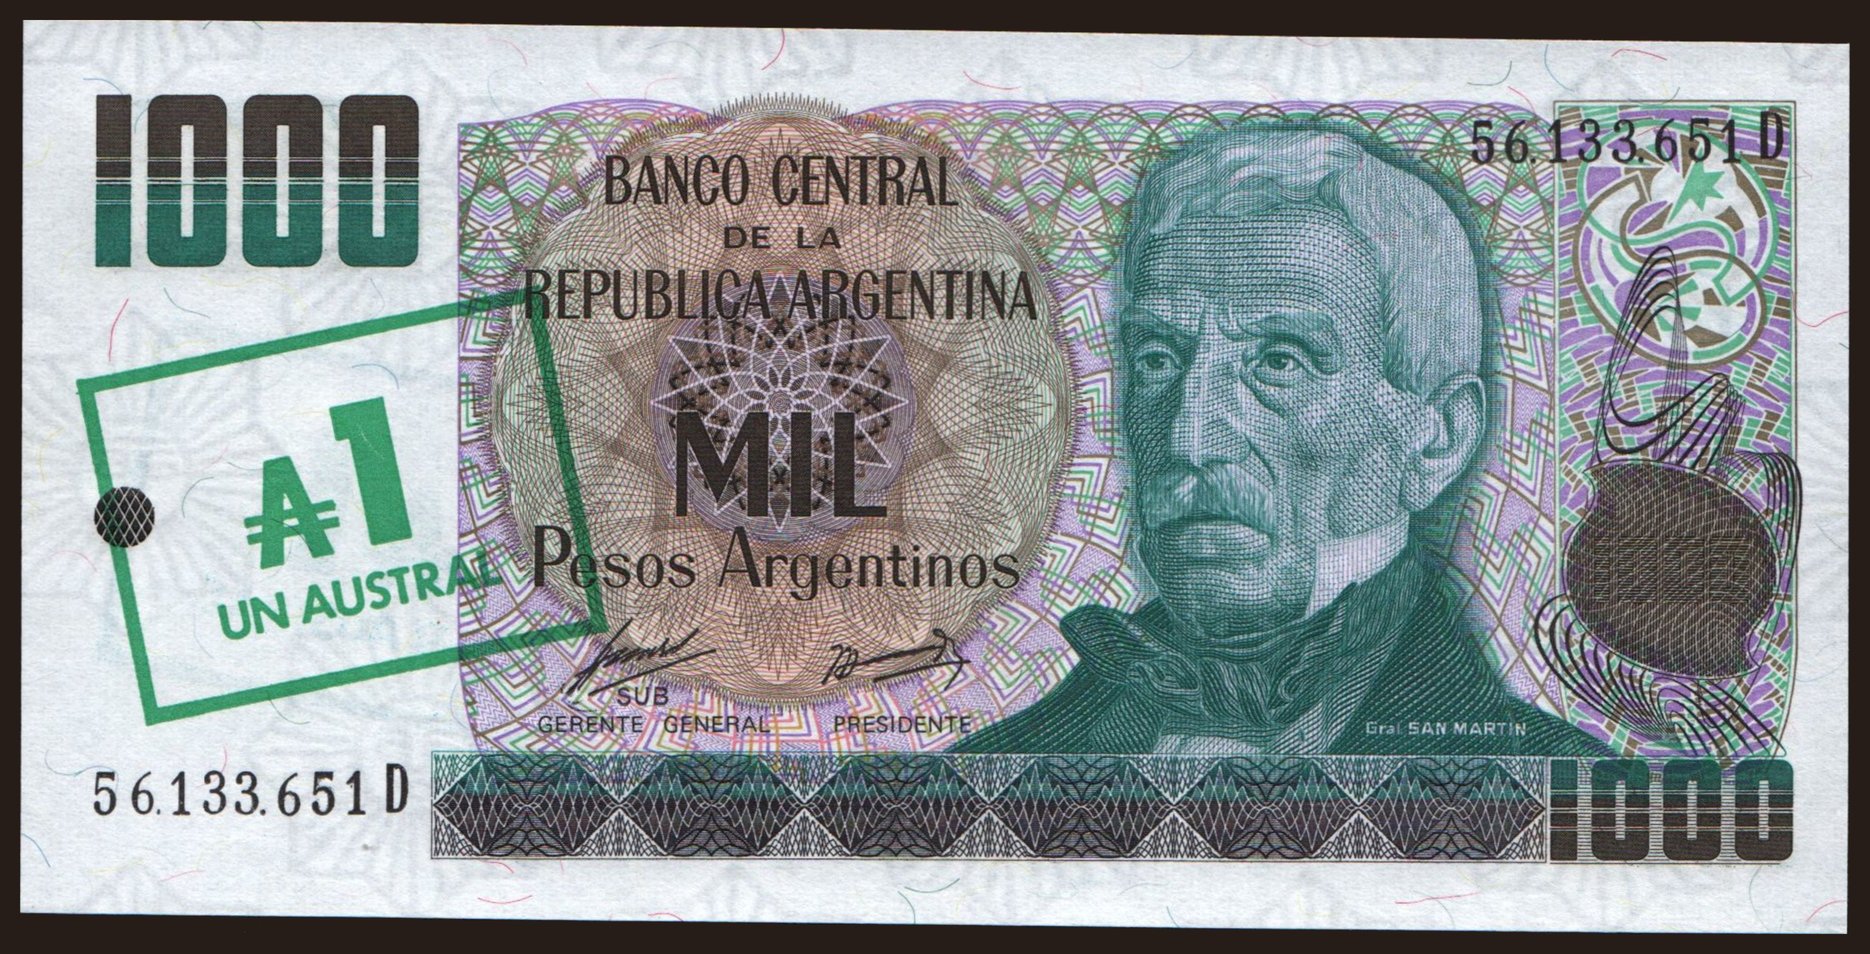 1000
56.133.651 D
BANCO CENTRAL
DE LA
REPUBLICA ARGENTINA
₳1
UN AUSTRAL
MIL
Pesos Argentinos
SUB
GERENTE GENERAL PRESIDENTE
Gral SAN MARTIN
56.133.651 D
1000